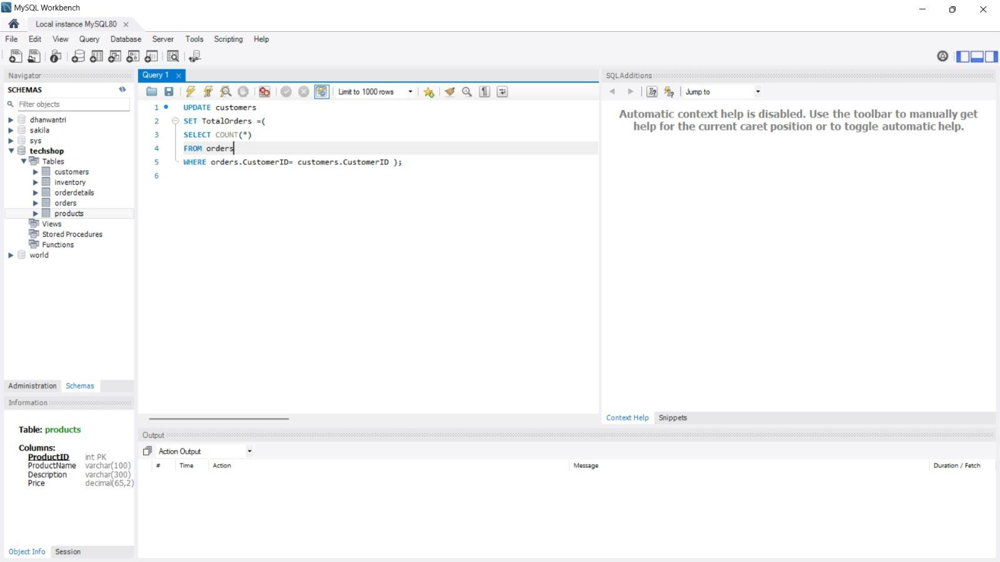 MySQL Workbench
Local instance MySQL80
File Edit View Query Database Server Tools Scripting Help
Navigator
SCHEMAS
Filter objects
dhanwantri
sakila
sys
techshop
Tables
customers
inventory
orderdetails
orders
products
Views
Stored Procedures
Functions
world
Administration Schemas
Information
Table: products
Columns:
ProductID int PK
ProductName varchar(100)
Description varchar(300)
Price decimal(65,2)
Object Info Session
Query 1
Limit to 1000 rows
1 UPDATE customers
2 SET TotalOrders =(
3 SELECT COUNT(*)
4 FROM orders
5 WHERE orders.CustomerID= customers.CustomerID );
6
SQLAdditions
Jump to
Automatic context help is disabled. Use the toolbar to manually get
help for the current caret position or to toggle automatic help.
Context Help Snippets
Output
Action Output
# Time Action Message Duration / Fetch